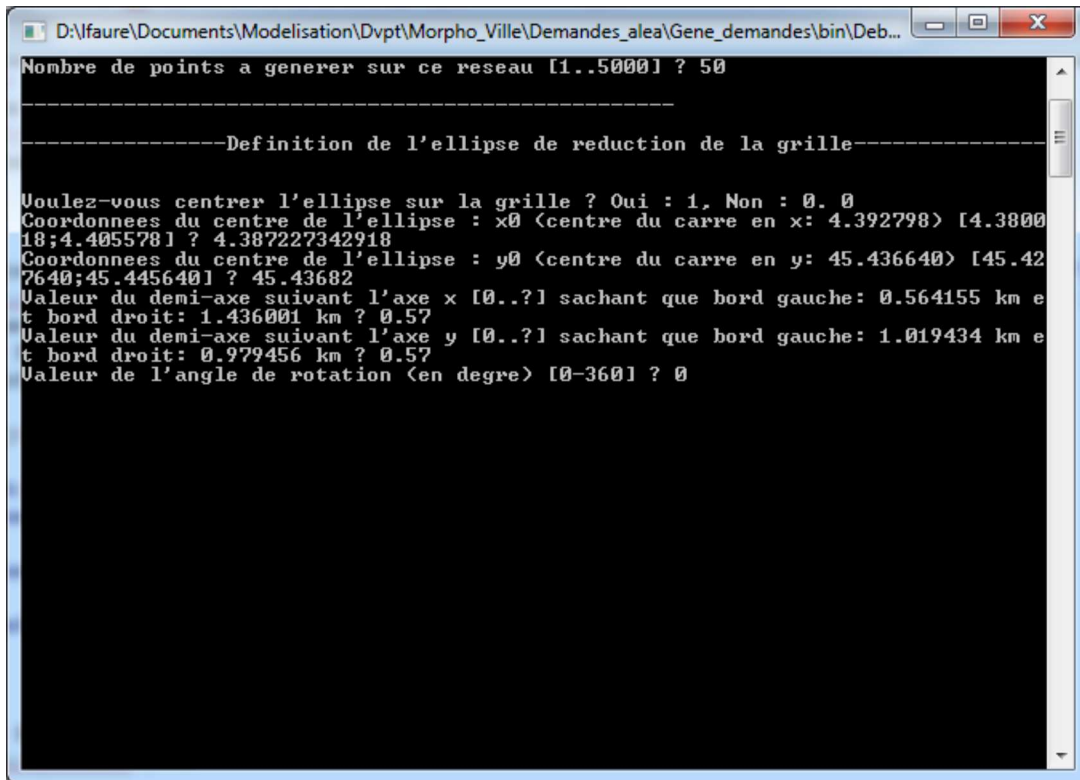 D:\lfaure\Documents\Modelisation\Dvpt\Morpho_Ville\Demandes_alea\Gene_demandes\bin\Deb...
Nombre de points a generer sur ce reseau [1..5000] ? 50
---------------------------------------------------
----------------Definition de l'ellipse de reduction de la grille---------------
Voulez-vous centrer l'ellipse sur la grille ? Oui : 1, Non : 0. 0
Coordonnees du centre de l'ellipse : x0 (centre du carre en x: 4.392798) [4.3800
18;4.405578] ? 4.387227342918
Coordonnees du centre de l'ellipse : y0 (centre du carre en y: 45.436640) [45.42
7640;45.445640] ? 45.43682
Valeur du demi-axe suivant l'axe x [0..?] sachant que bord gauche: 0.564155 km e
t bord droit: 1.436001 km ? 0.57
Valeur du demi-axe suivant l'axe y [0..?] sachant que bord gauche: 1.019434 km e
t bord droit: 0.979456 km ? 0.57
Valeur de l'angle de rotation (en degre) [0-360] ? 0